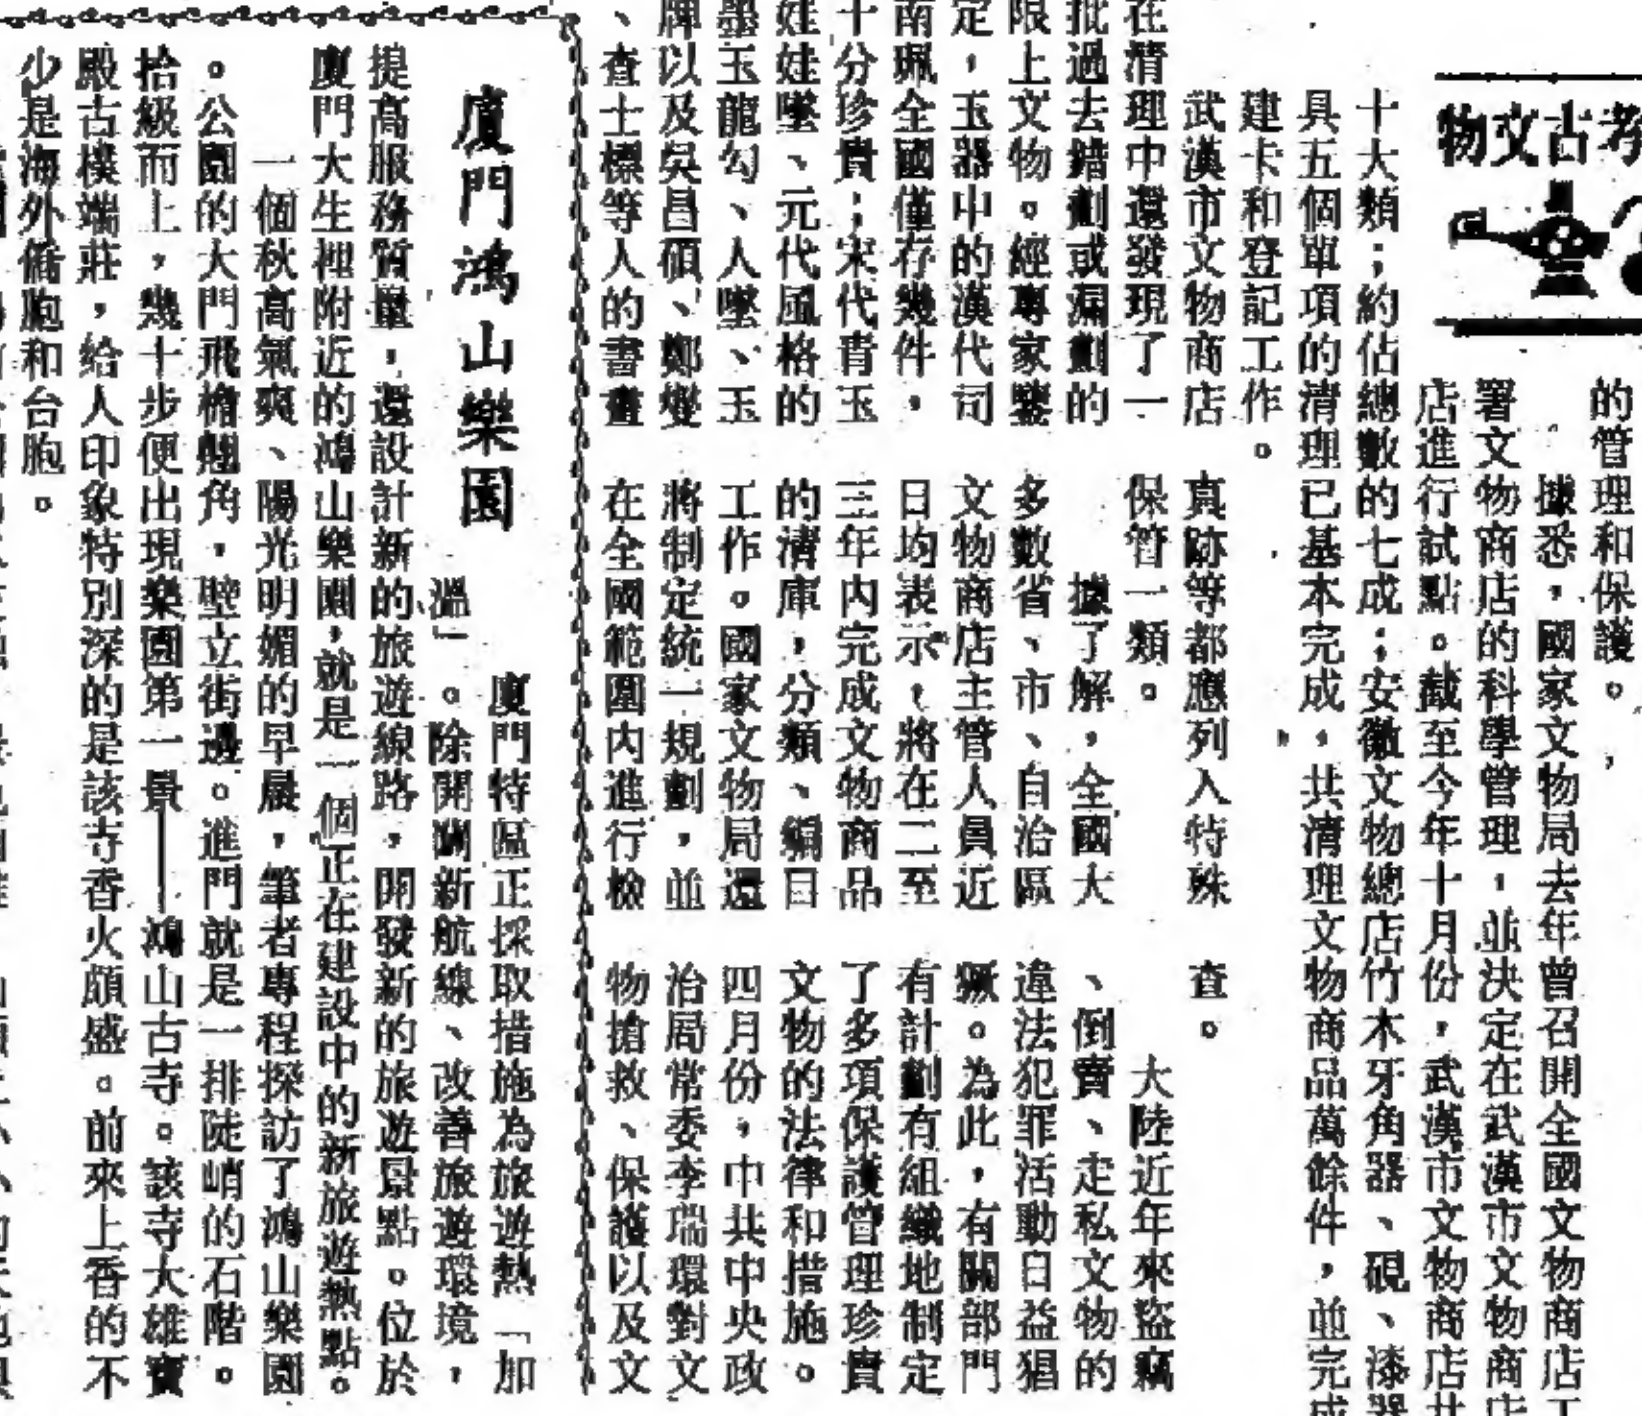 考古文物
的管理和保護。
據悉，國家文物局去年曾召開全國文物商店工
署文物商店的科學管理，並決定在武漢市文物商店
店進行試點。截至今年十月份，武漢市文物商店共
十大類；約佔總數的七成；安徽文物總店竹木牙角器、硯、漆器
具五個單項的清理已基本完成，共清理文物商品萬餘件，並完成
建卡和登記工作。
武漢市文物商店
在清理中還發現了一
批過去錯劃或漏劃的
限上文物。經專家鑒
定，玉器中的漢代司
南珮全國僅存幾件，
十分珍貴；宋代青玉
娃娃墜、元代風格的
墨玉龍勾、人墜、玉
牌以及吳昌碩、鄭燮
、查士標等人的書畫
真跡等都應列入特殊
保管一類。
據了解，全國大
多數省、市、自治區
文物商店主管人員近
日均表示，將在二至
三年內完成文物商品
的清庫，分類、編目
工作。國家文物局還
將制定統一規劃，並
在全國範圍內進行檢
查。
大陸近年來盜竊
、倒賣、走私文物的
違法犯罪活動日益猖
獗。為此，有關部門
有計劃有組織地制定
了多項保護管理珍貴
文物的法律和措施。
四月份，中共中央政
治局常委李瑞環對文
物搶救、保護以及文
廈門鴻山樂園
廈門特區正採取措施為旅遊熱「加
溫」。除開闢新航線、改善旅遊環境，
提高服務質量，還設計新的旅遊線路，開發新的旅遊景點。位於
廈門大生裡附近的鴻山樂園，就是一個正在建設中的新旅遊熱點。
一個秋高氣爽、陽光明媚的早晨，筆者專程探訪了鴻山樂園
。公園的大門飛檐翹角，壁立街邊。進門就是一排陡峭的石階。
拾級而上，幾十步便出現樂園第一景——鴻山古寺。該寺大雄寶
殿古樸端莊，給人印象特別深的是該寺香火頗盛。前來上香的不
少是海外僑胞和台胞。